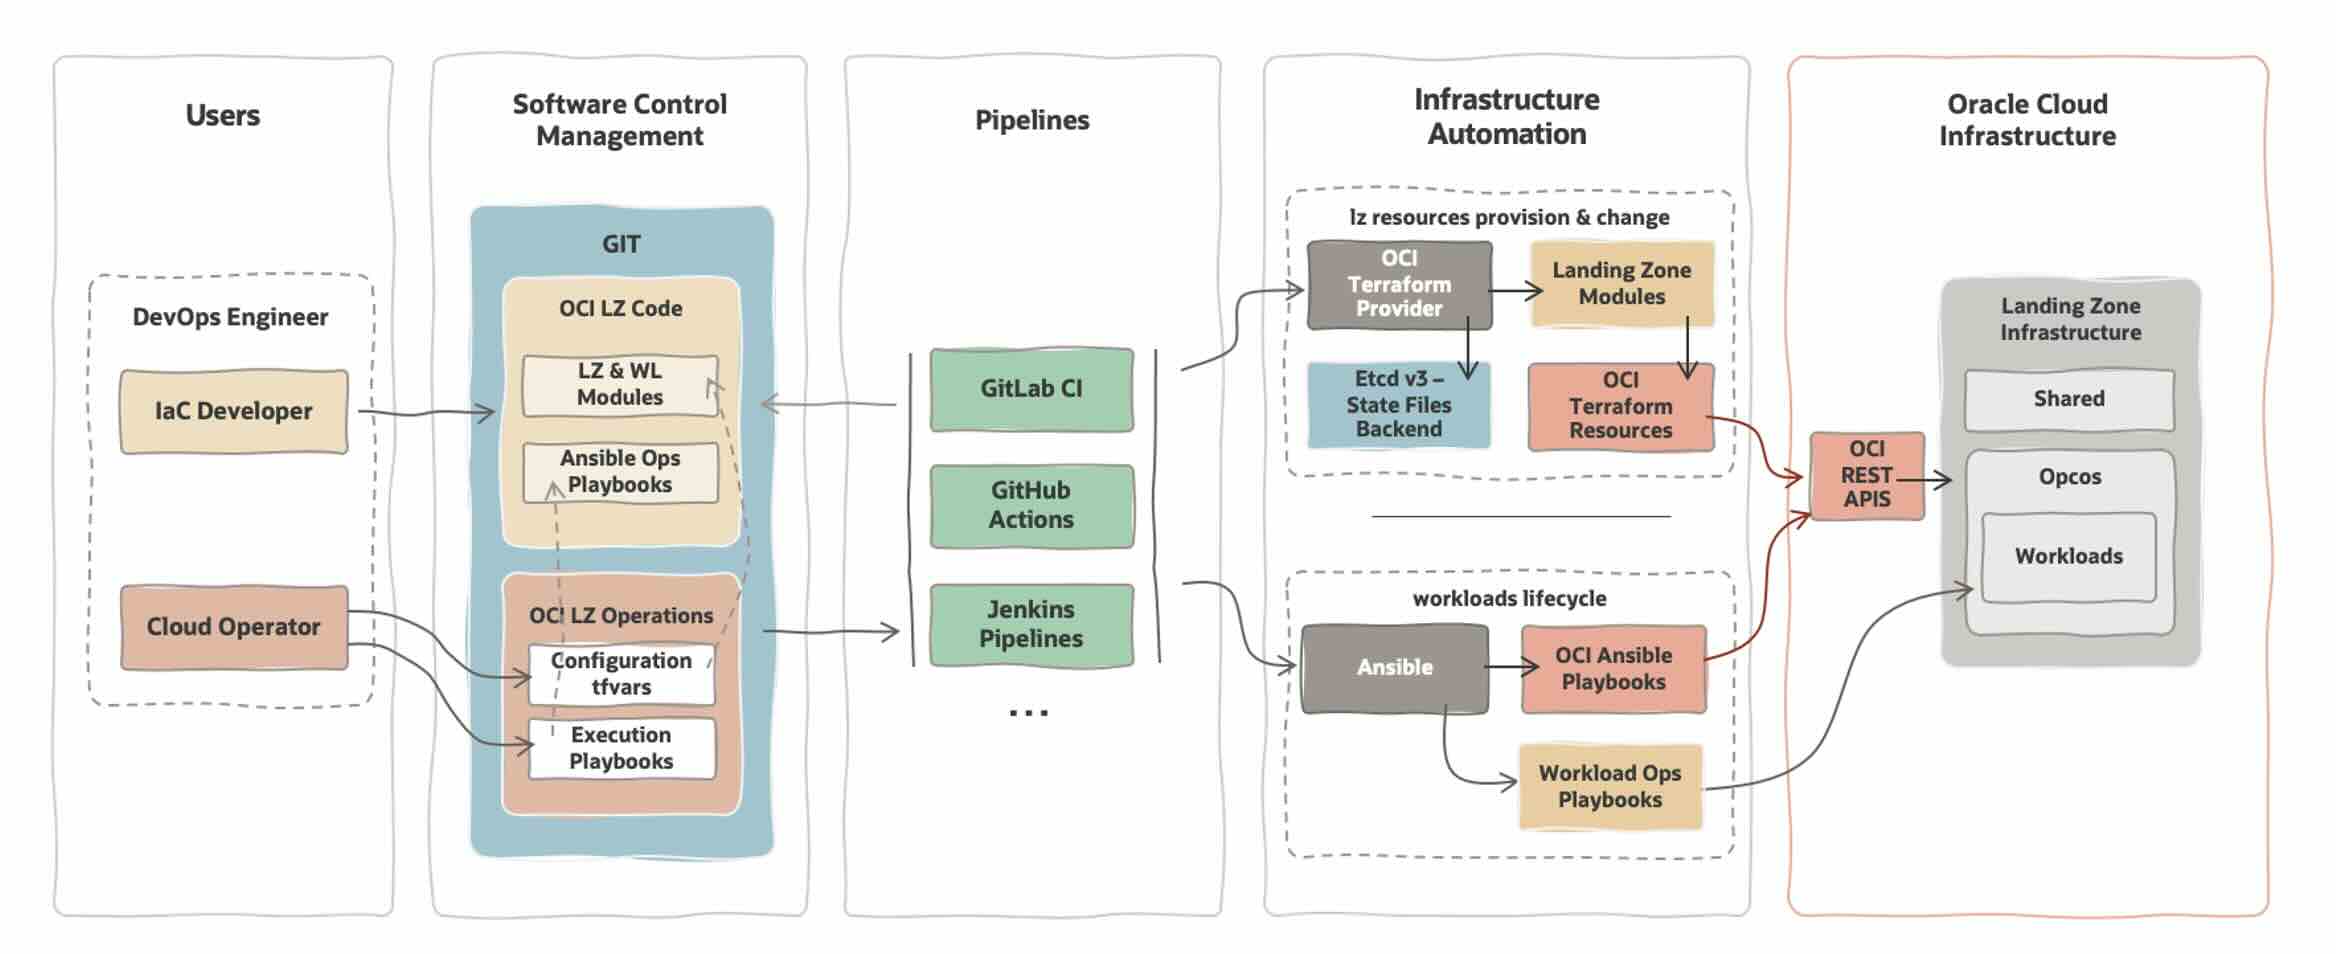 Users
DevOps Engineer
IaC Developer
Cloud Operator
Software Control
Management
GIT
OCI LZ Code
LZ & WL
Modules
Ansible Ops
Playbooks
OCI LZ Operations
Configuration
tfvars
Execution
Playbooks
Pipelines
GitLab CI
GitHub
Actions
Jenkins
Pipelines
...
Infrastructure
Automation
lz resources provision & change
OCI
Terraform
Provider
Landing Zone
Modules
Etcd v3 –
State Files
Backend
OCI
Terraform
Resources
workloads lifecycle
Ansible
OCI Ansible
Playbooks
Workload Ops
Playbooks
Oracle Cloud
Infrastructure
OCI
REST
APIS
Landing Zone
Infrastructure
Shared
Opcos
Workloads